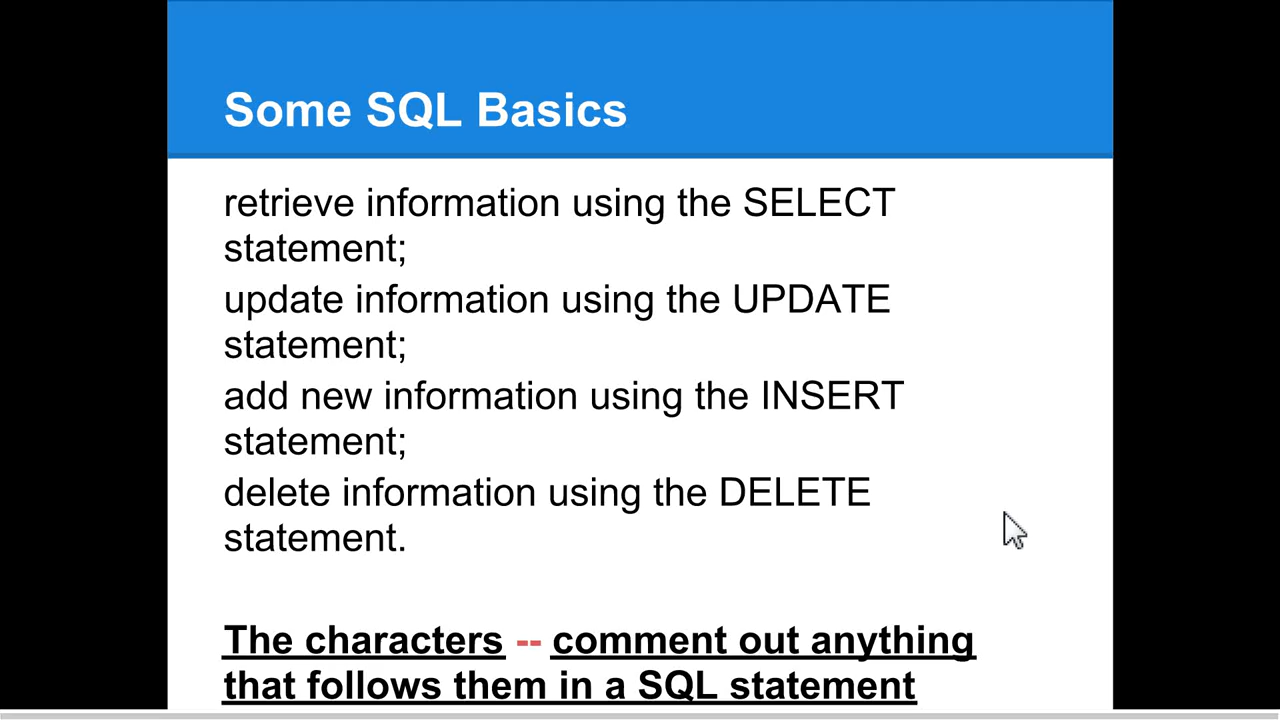 Some SQL Basics
retrieve information using the SELECT
statement;
update information using the UPDATE
statement;
add new information using the INSERT
statement;
delete information using the DELETE
statement.
The characters -- comment out anything
that follows them in a SQL statement